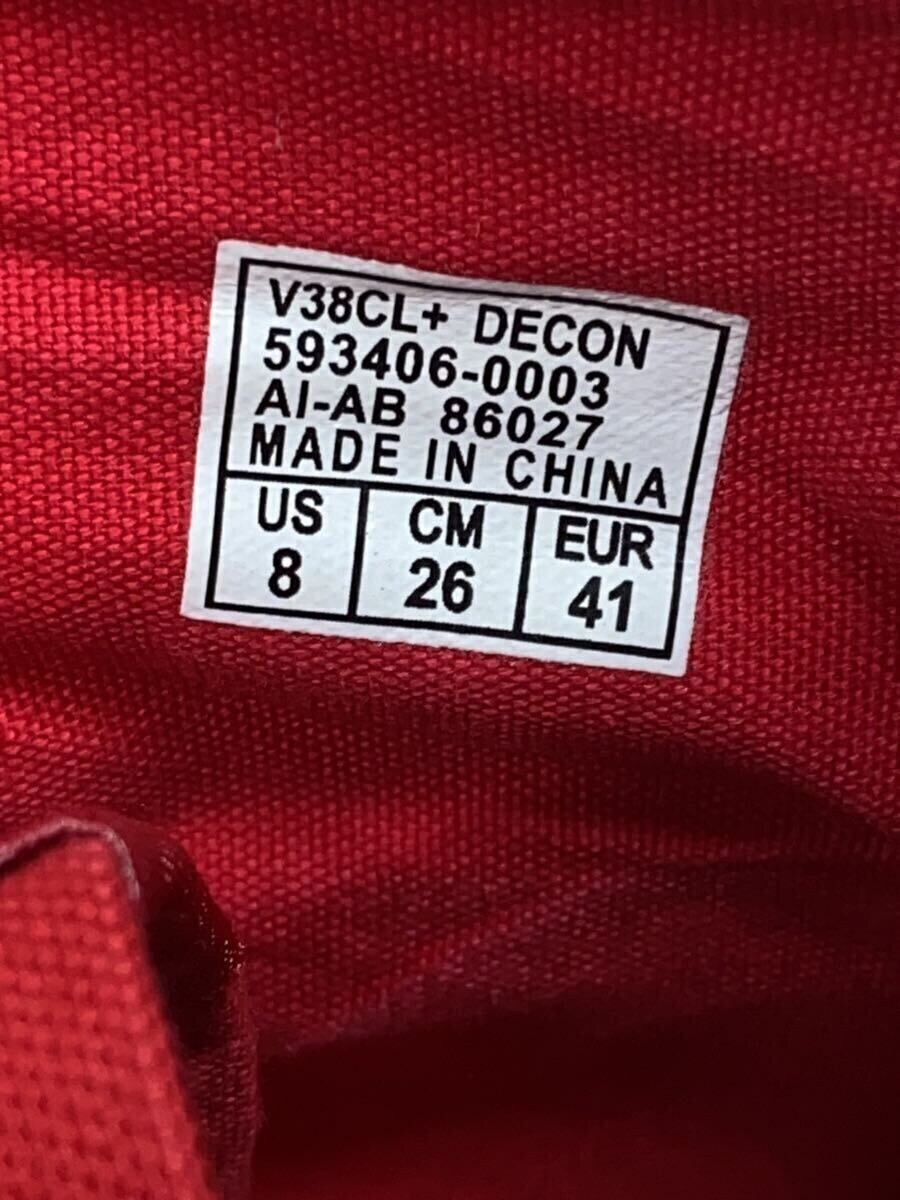 V38CL+ DECON
593406-0003
AI-AB 86027
MADE IN CHINA
US CM EUR
8 26 41